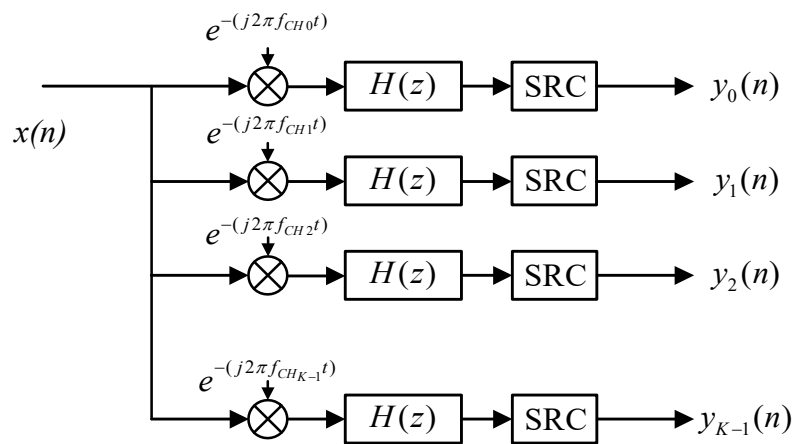 e^{-(j2πf_{CH0}t)}
x(n)
H(z) SRC y_0(n)
e^{-(j2πf_{CH1}t)}
H(z) SRC y_1(n)
e^{-(j2πf_{CH2}t)}
H(z) SRC y_2(n)
e^{-(j2πf_{CH_{K-1}}t)}
H(z) SRC y_{K-1}(n)